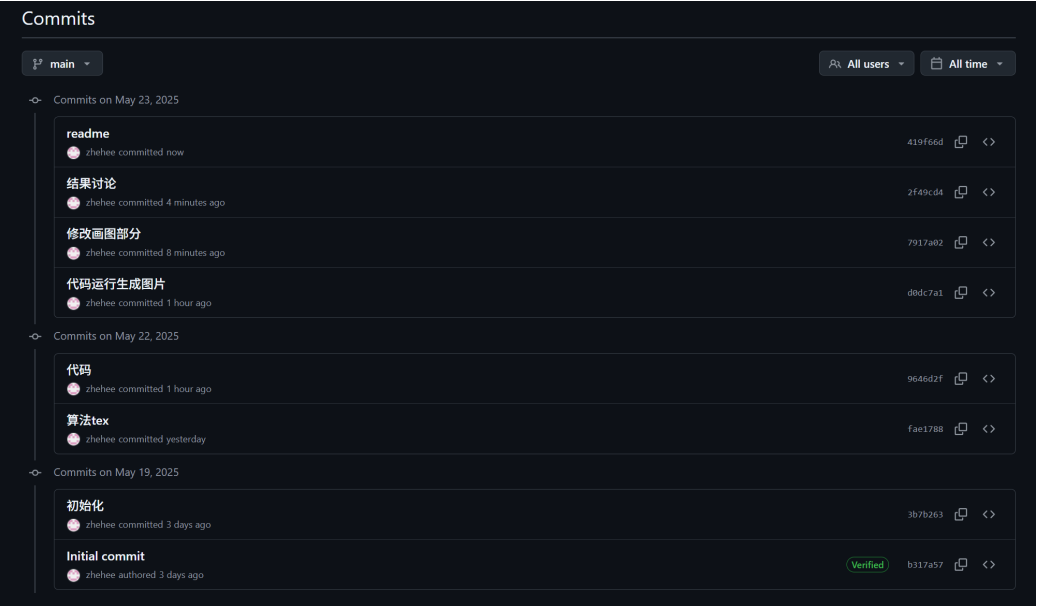 Commits
main
All users
All time
Commits on May 23, 2025
readme
zhehee committed now
419f66d
结果讨论
zhehee committed 4 minutes ago
2f49cd4
修改画图部分
zhehee committed 8 minutes ago
7917a02
代码运行生成图片
zhehee committed 1 hour ago
d0dc7a1
Commits on May 22, 2025
代码
zhehee committed 1 hour ago
9646d2f
算法tex
zhehee committed yesterday
fae1788
Commits on May 19, 2025
初始化
zhehee committed 3 days ago
3b7b263
Initial commit
zhehee authored 3 days ago
Verified
b317a57